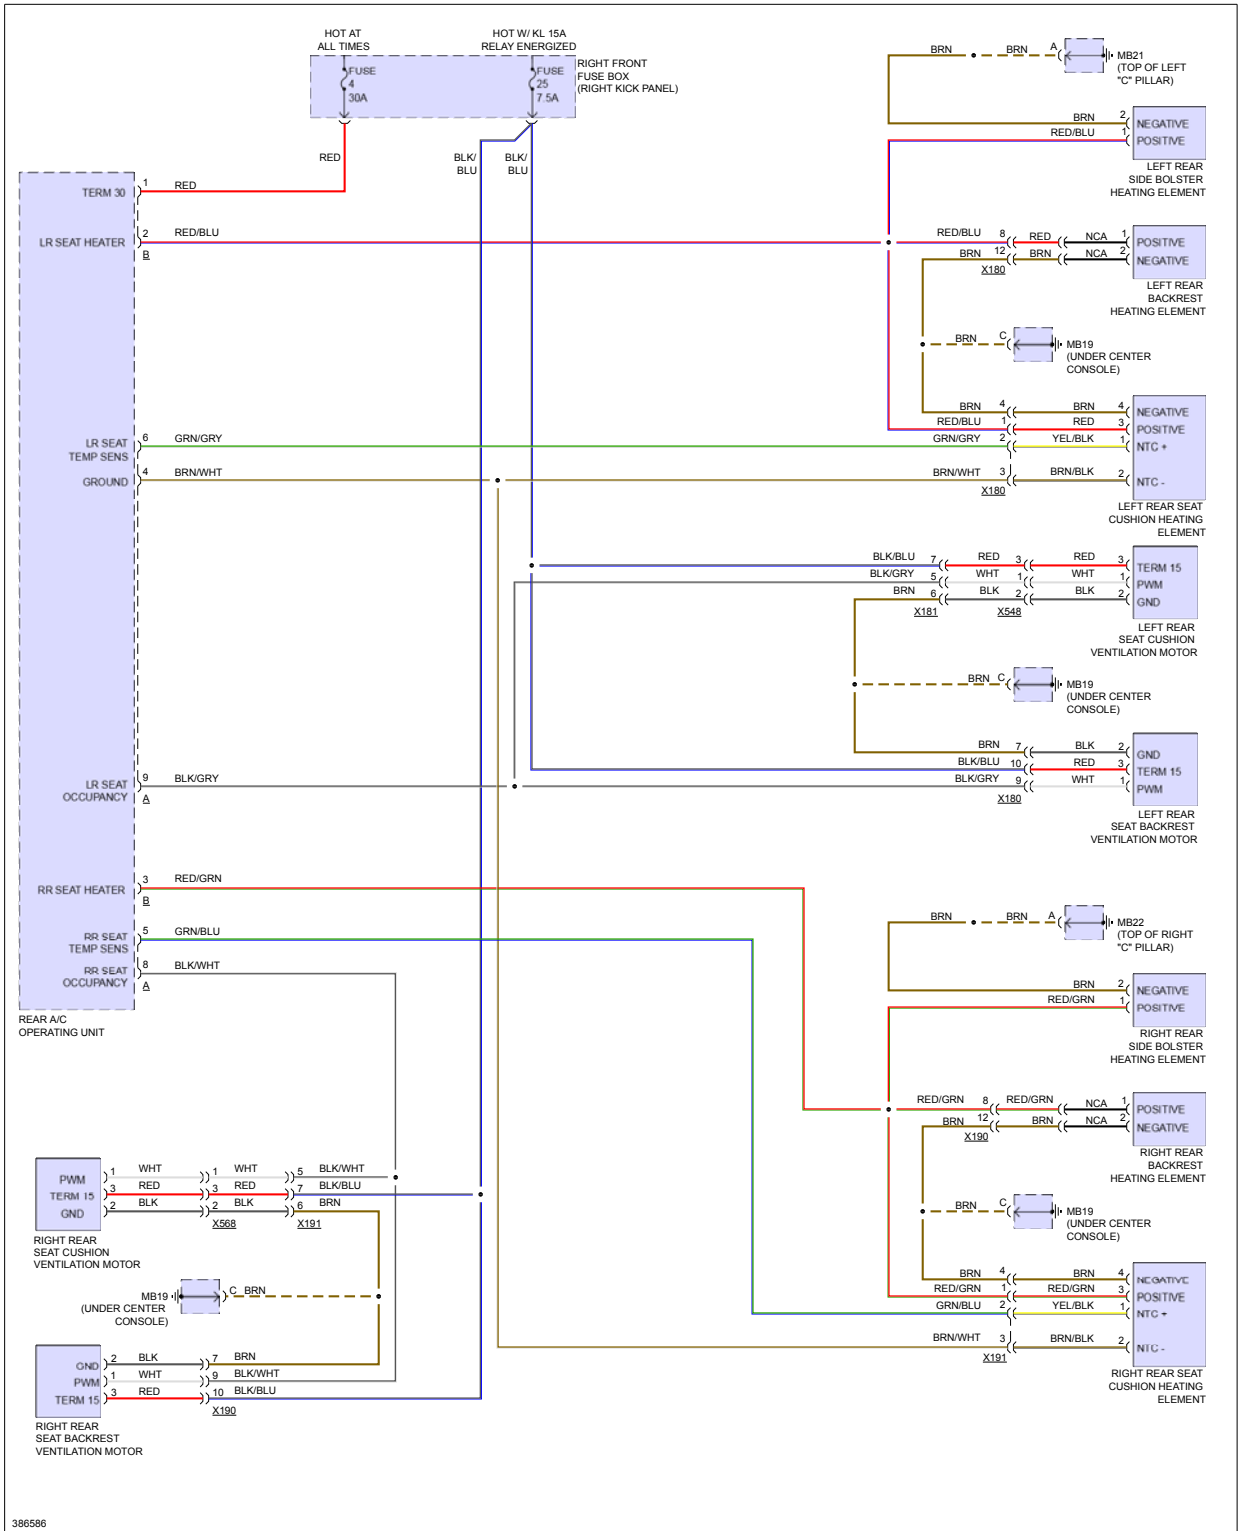 HOT AT
ALL TIMES
HOT W/ KL 15A
RELAY ENERGIZED
FUSE
4
30A
FUSE
25
7.5A
RIGHT FRONT
FUSE BOX
(RIGHT KICK PANEL)
RED
BLK/
BLU
BLK/
BLU
BRN
BRN
A
MB21
(TOP OF LEFT
"C" PILLAR)
BRN 2 NEGATIVE
RED/BLU 1 POSITIVE
LEFT REAR
SIDE BOLSTER
HEATING ELEMENT
TERM 30 1 RED
LR SEAT HEATER 2 RED/BLU
B
RED/BLU 8 RED NCA 1 POSITIVE
BRN 12 BRN NCA 2 NEGATIVE
X180
LEFT REAR
BACKREST
HEATING ELEMENT
BRN C MB19
(UNDER CENTER
CONSOLE)
BRN 4 BRN 4 NEGATIVE
RED/BLU 1 RED 3 POSITIVE
LR SEAT
TEMP SENS
6 GRN/GRY
GRN/GRY 2 YEL/BLK 1 NTC +
GROUND 4 BRN/WHT
BRN/WHT 3 BRN/BLK 2 NTC -
X180
LEFT REAR SEAT
CUSHION HEATING
ELEMENT
BLK/BLU 7 RED 3 RED 3 TERM 15
BLK/GRY 5 WHT 1 WHT 1 PWM
BRN 6 BLK 2 BLK 2 GND
X181
X548
LEFT REAR
SEAT CUSHION
VENTILATION MOTOR
BRN C MB19
(UNDER CENTER
CONSOLE)
BRN 7 BLK 2 GND
BLK/BLU 10 RED 3 TERM 15
BLK/GRY 9 WHT 1 PWM
X180
LEFT REAR
SEAT BACKREST
VENTILATION MOTOR
LR SEAT
OCCUPANCY
9 BLK/GRY
A
RR SEAT HEATER 3 RED/GRN
B
RR SEAT
TEMP SENS
5 GRN/BLU
RR SEAT
OCCUPANCY
8 BLK/WHT
A
REAR A/C
OPERATING UNIT
BRN
BRN
A
MB22
(TOP OF RIGHT
"C" PILLAR)
BRN 2 NEGATIVE
RED/GRN 1 POSITIVE
RIGHT REAR
SIDE BOLSTER
HEATING ELEMENT
RED/GRN 8 RED/GRN NCA 1 POSITIVE
BRN 12 BRN NCA 2 NEGATIVE
X190
RIGHT REAR
BACKREST
HEATING ELEMENT
BRN C MB19
(UNDER CENTER
CONSOLE)
BRN 4 BRN 4 NEGATIVE
RED/GRN 1 RED/GRN 3 POSITIVE
GRN/BLU 2 YEL/BLK 1 NTC +
BRN/WHT 3 BRN/BLK 2 NTC -
X191
RIGHT REAR SEAT
CUSHION HEATING
ELEMENT
PWM 1 WHT 1 WHT 5 BLK/WHT
TERM 15 3 RED 3 RED 7 BLK/BLU
GND 2 BLK 2 BLK 6 BRN
X568
X191
RIGHT REAR
SEAT CUSHION
VENTILATION MOTOR
MB19 C BRN
(UNDER CENTER
CONSOLE)
GND 2 BLK 7 BRN
PWM 1 WHT 9 BLK/WHT
TERM 15 3 RED 10 BLK/BLU
X190
RIGHT REAR
SEAT BACKREST
VENTILATION MOTOR
386586